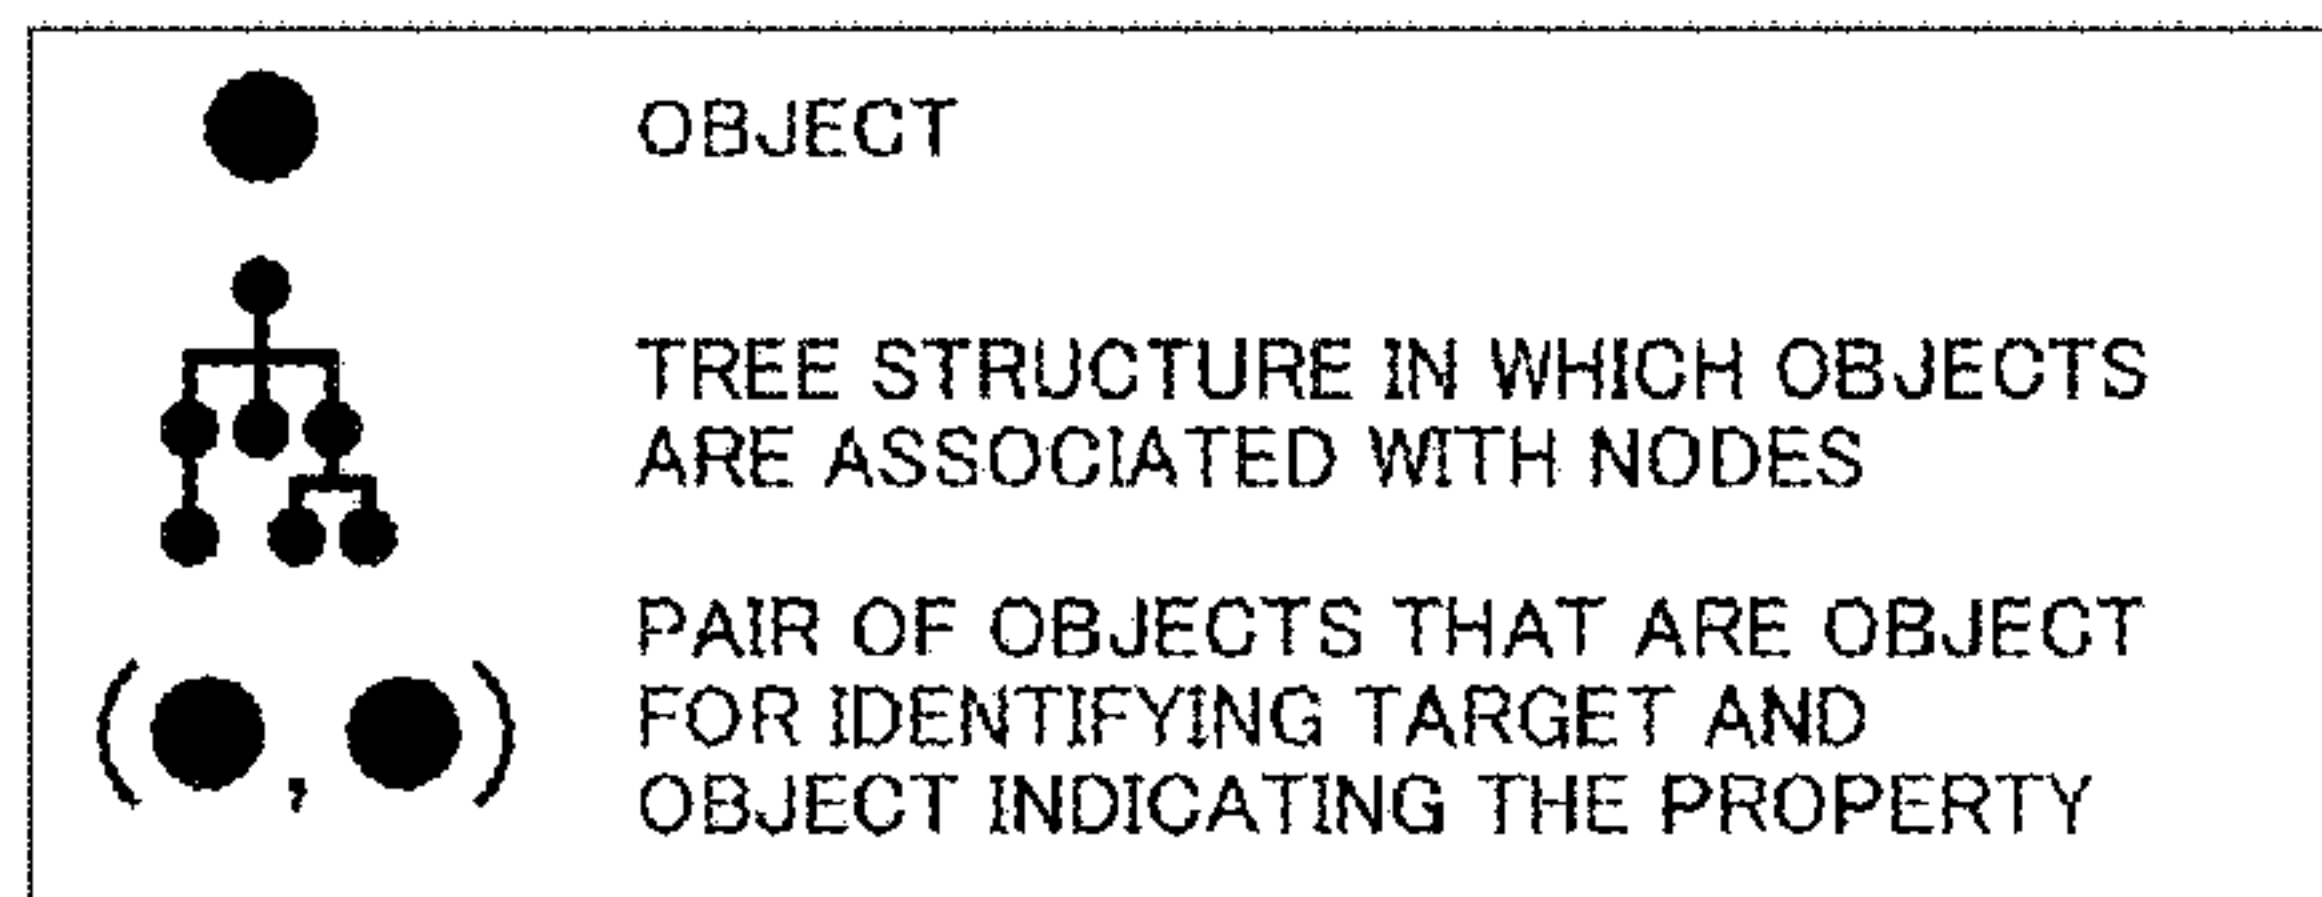 OBJECT
TREE STRUCTURE IN WHICH OBJECTS
ARE ASSOCIATED WITH NODES
PAIR OF OBJECTS THAT ARE OBJECT
FOR IDENTIFYING TARGET AND
( , )
OBJECT INDICATING THE PROPERTY